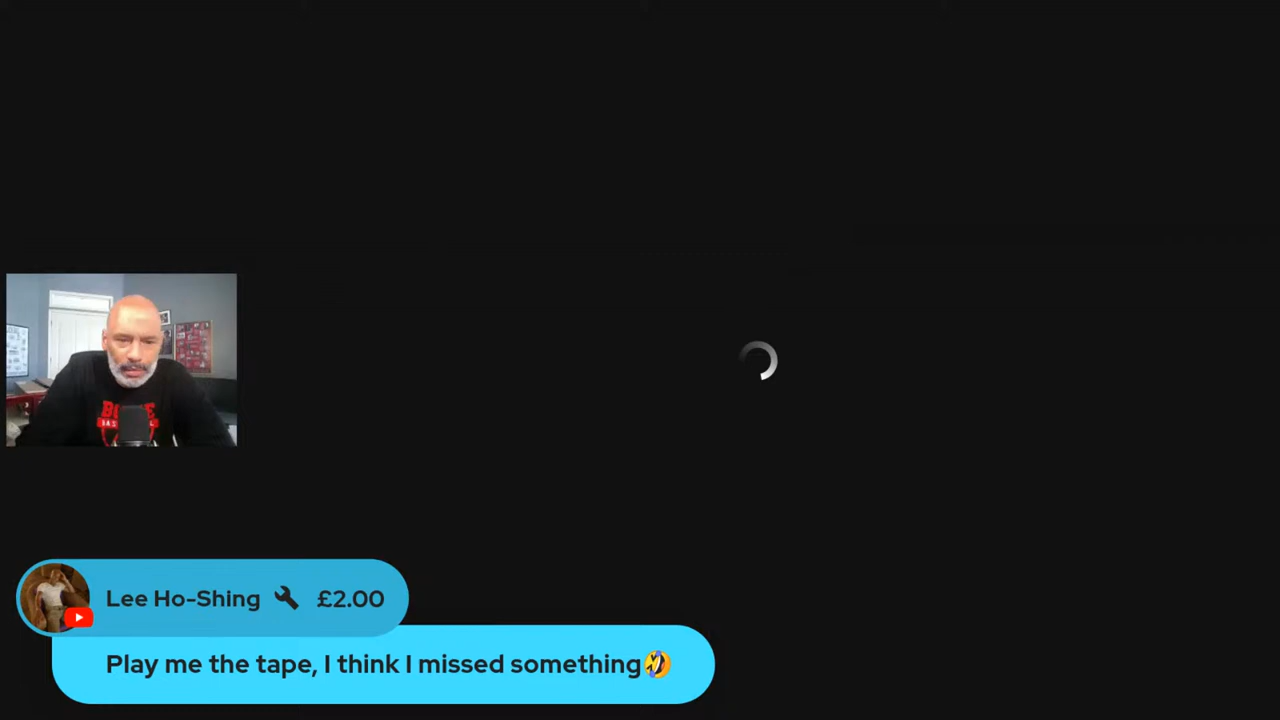 Lee Ho-Shing £2.00
Play me the tape, I think I missed something🤣